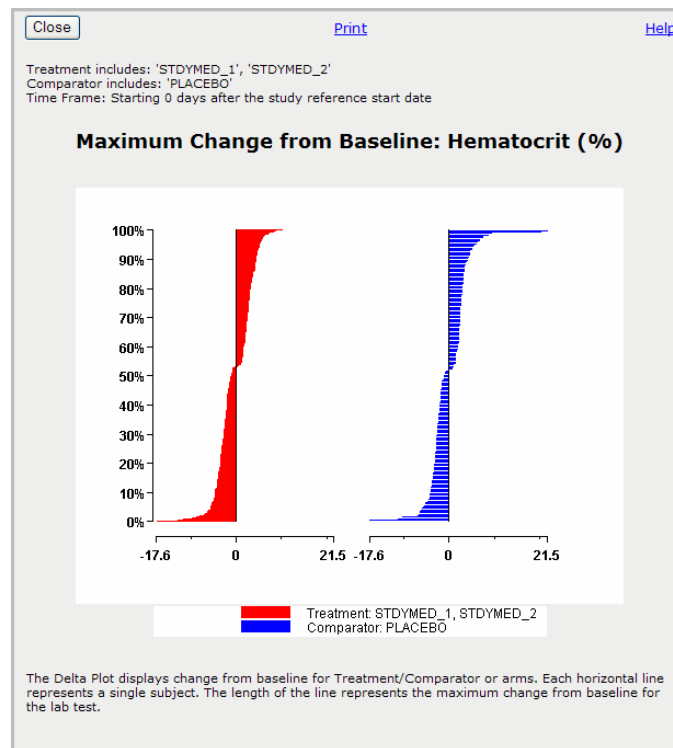 Close Print Help
Treatment includes: 'STDYMED_1', 'STDYMED_2'
Comparator includes: 'PLACEBO'
Time Frame: Starting 0 days after the study reference start date
Maximum Change from Baseline: Hematocrit (%)
100%
90%
80%
70%
60%
50%
40%
30%
20%
10%
0%
-17.6 0 21.5 -17.6 0 21.5
Treatment: STDYMED_1, STDYMED_2
Comparator: PLACEBO
The Delta Plot displays change from baseline for Treatment/Comparator or arms. Each horizontal line
represents a single subject. The length of the line represents the maximum change from baseline for
the lab test.